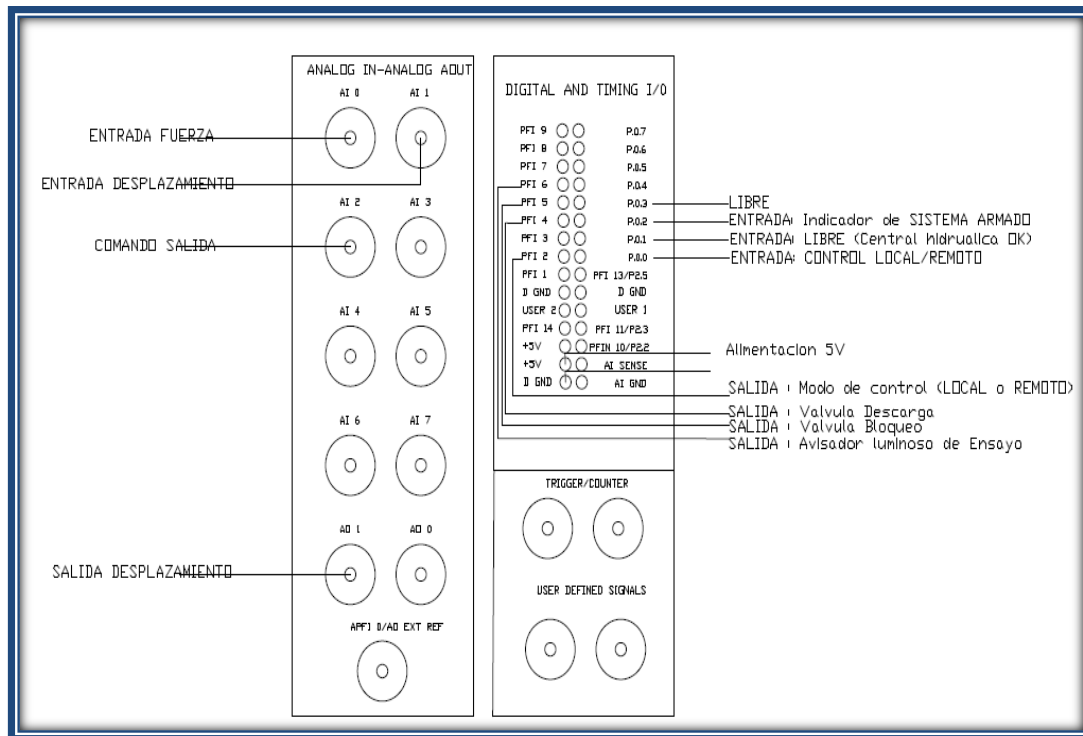 ANALOG IN-ANALOG AOUT
AI 0 AI 1
ENTRADA FUERZA
ENTRADA DESPLAZAMIENTO
AI 2 AI 3
COMANDO SALIDA
AI 4 AI 5
AI 6 AI 7
AO 1 AO 0
SALIDA DESPLAZAMIENTO
APFI 0/AO EXT REF
DIGITAL AND TIMING I/O
PFI 9 P.0.7
PFI 8 P.0.6
PFI 7 P.0.5
PFI 6 P.0.4
PFI 5 P.0.3 LIBRE
PFI 4 P.0.2 ENTRADA: Indicador de SISTEMA ARMADO
PFI 3 P.0.1 ENTRADA: LIBRE (Central hidrualica OK)
PFI 2 P.0.0 ENTRADA: CONTROL LOCAL/REMOTO
PFI 1 PFI 13/P2.5
D GND D GND
USER 2 USER 1
PFI 14 PFI 11/P2.3
+5V PFIN 10/P2.2
Alimentacion 5V
+5V AI SENSE
D GND AI GND
SALIDA : Modo de control (LOCAL o REMOTO)
SALIDA : Valvula Descarga
SALIDA : Valvula Bloqueo
SALIDA : Avisador luminoso de Ensayo
TRIGGER/COUNTER
USER DEFINED SIGNALS